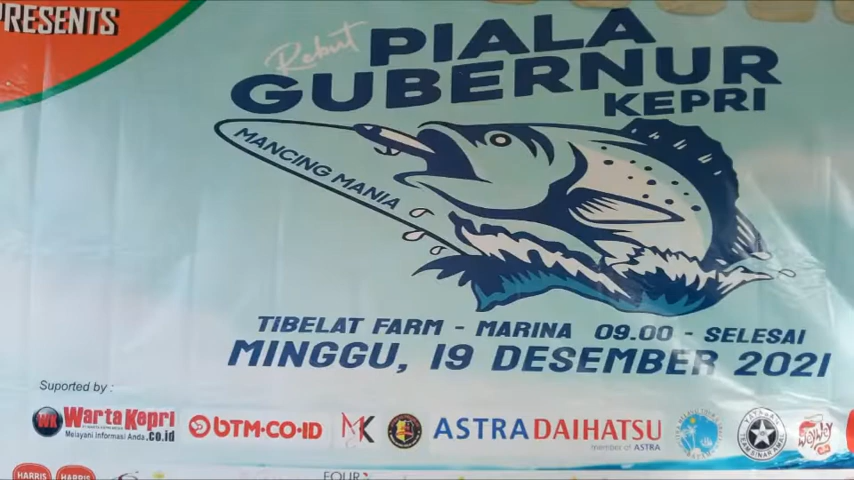 PRESENTS
Rebut
PIALA
GUBERNUR
KEPRI
MANCING MANIA
TIBELAT FARM - MARINA 09.00 - SELESAI
MINGGU, 19 DESEMBER 2021
Suported by :
WK Warta Kepri
Melayani Informasi Anda .co.id
BTM.CO.ID
MK
ASTRA DAIHATSU
member of ASTRA
WeyWey
HARRIS HARRIS
FOUR